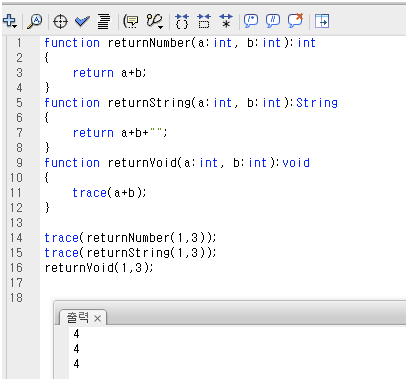 1 function returnNumber(a:int, b:int):int
2 {
3 return a+b;
4 }
5 function returnString(a:int, b:int):String
6 {
7 return a+b+"";
8 }
9 function returnVoid(a:int, b:int):void
10 {
11 trace(a+b);
12 }
13
14 trace(returnNumber(1,3));
15 trace(returnString(1,3));
16 returnVoid(1,3);
17
18
출력
4
4
4